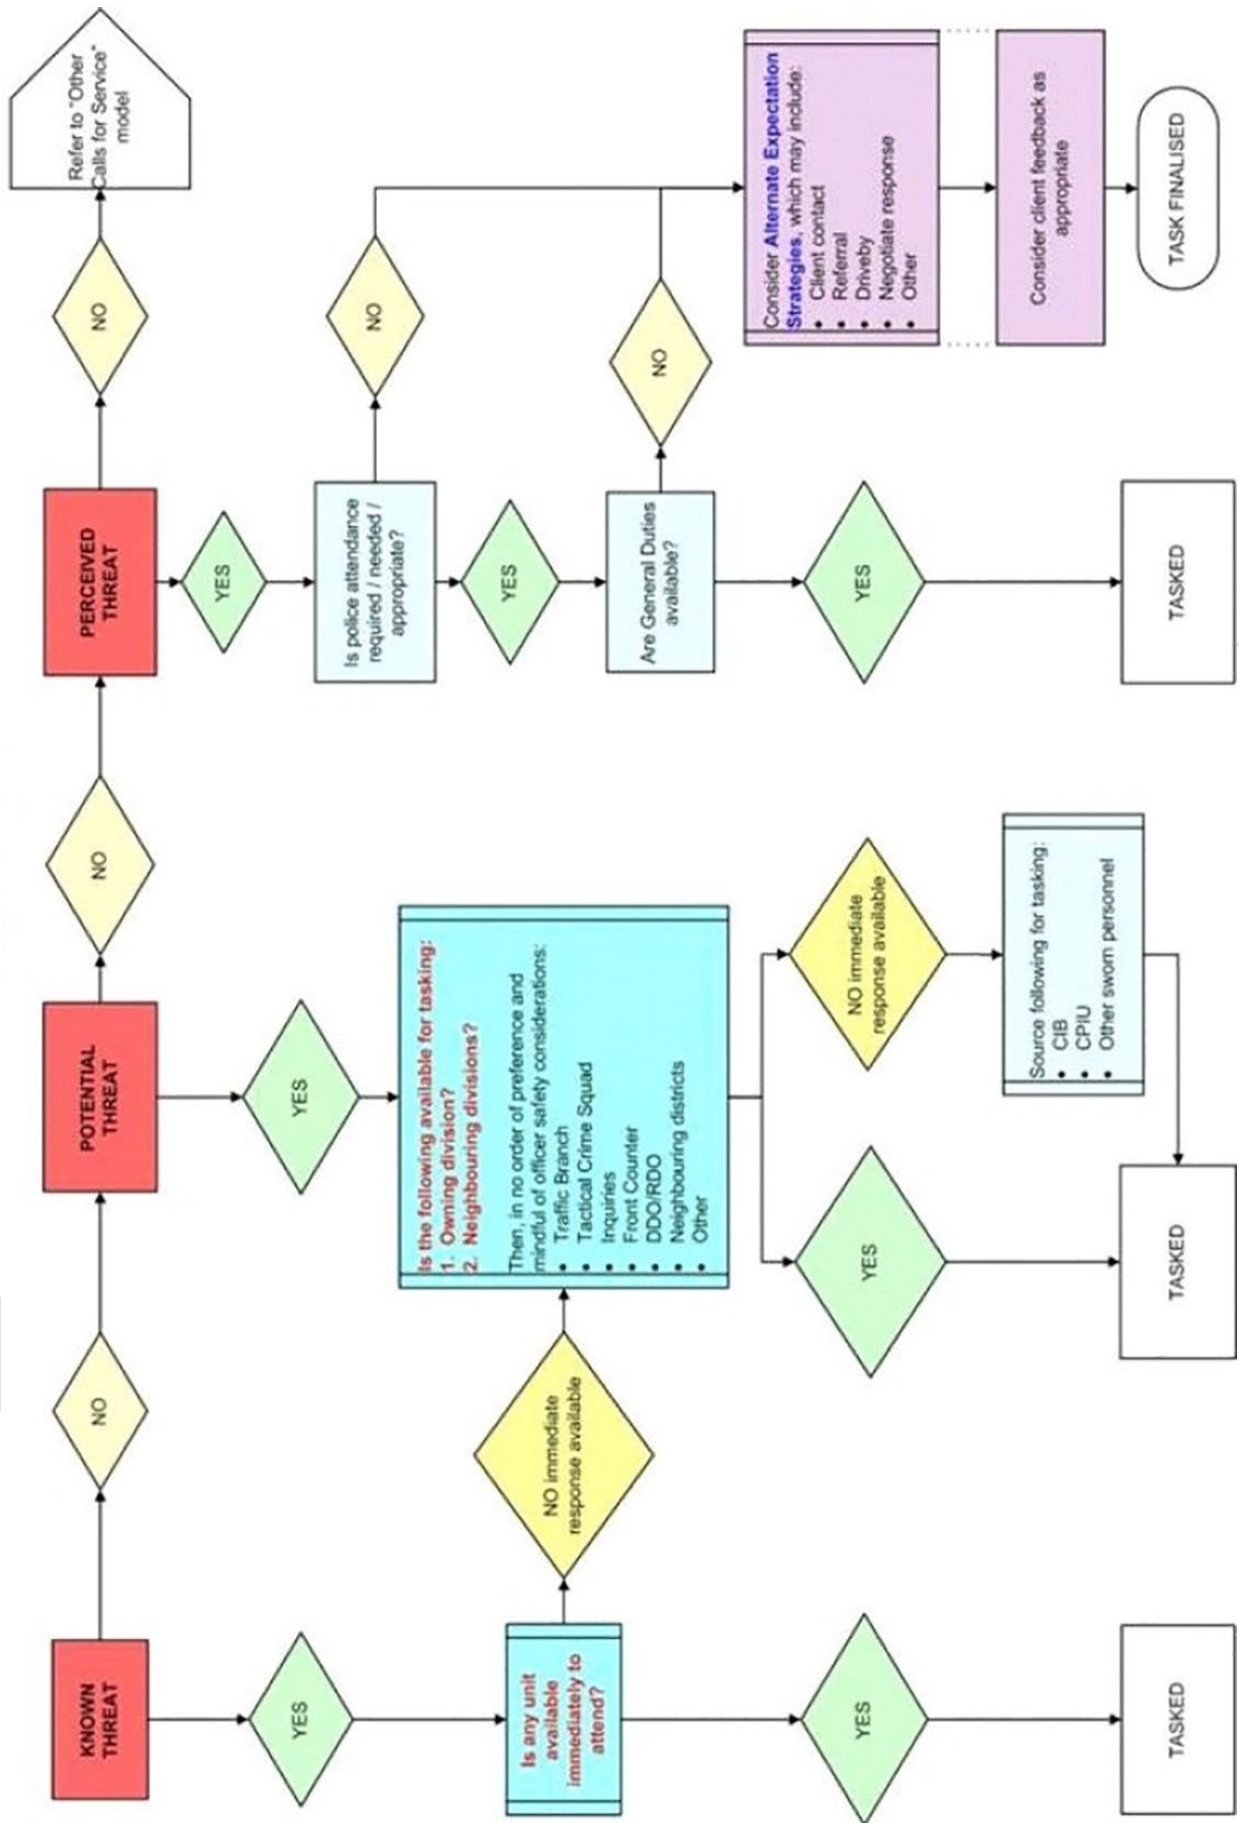 KNOWN
THREAT
NO
POTENTIAL
THREAT
NO
PERCEIVED
THREAT
NO
Refer to "Other
Calls for Service"
model
YES
Is any unit
available
immediately to
attend?
NO immediate
response available
YES
TASKED
YES
Is the following available for tasking:
1. Owning division?
2. Neighbouring divisions?
Then, in no order of preference and
mindful of officer safety considerations:
• Traffic Branch
• Tactical Crime Squad
• Inquiries
• Front Counter
• DDO/RDO
• Neighbouring districts
• Other
YES
TASKED
NO immediate
response available
Source following for tasking:
• CIB
• CPIU
• Other sworn personnel
YES
Is police attendance
required / needed /
appropriate?
NO
YES
Are General Duties
available?
NO
YES
TASKED
Consider Alternate Expectation
Strategies, which may include:
• Client contact
• Referral
• Driveby
• Negotiate response
• Other
Consider client feedback as
appropriate
TASK FINALISED